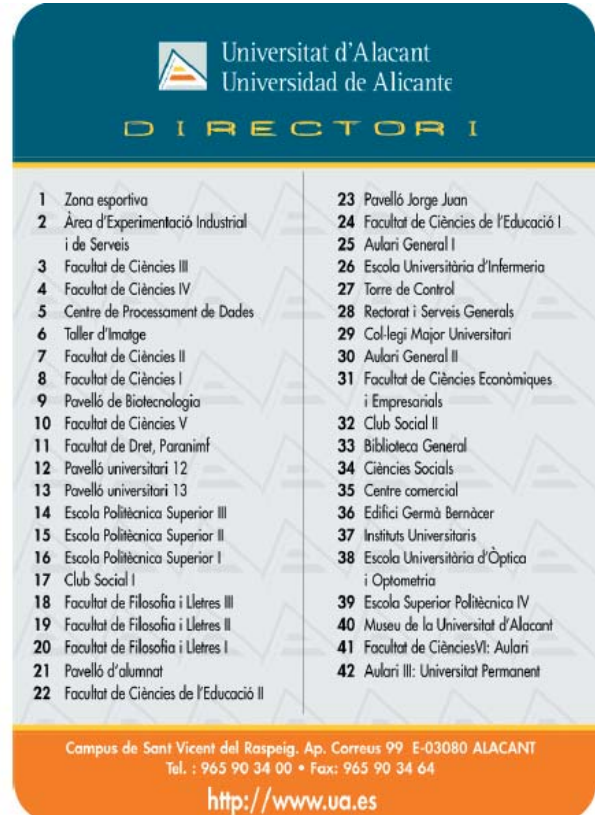 Universitat d'Alacant
Universidad de Alicante
DIRECTORI
1 Zona esportiva
2 Àrea d'Experimentació Industrial
i de Serveis
3 Facultat de Ciències III
4 Facultat de Ciències IV
5 Centre de Processament de Dades
6 Taller d'Imatge
7 Facultat de Ciències II
8 Facultat de Ciències I
9 Pavelló de Biotecnologia
10 Facultat de Ciències V
11 Facultat de Dret, Paranimf
12 Pavelló universitari 12
13 Pavelló universitari 13
14 Escola Politècnica Superior III
15 Escola Politècnica Superior II
16 Escola Politècnica Superior I
17 Club Social I
18 Facultat de Filosofia i Lletres III
19 Facultat de Filosofia i Lletres II
20 Facultat de Filosofia i Lletres I
21 Pavelló d'alumnat
22 Facultat de Ciències de l'Educació II
23 Pavelló Jorge Juan
24 Facultat de Ciències de l'Educació I
25 Aulari General I
26 Escola Universitària d'Infermeria
27 Torre de Control
28 Rectorat i Serveis Generals
29 Col·legi Major Universitari
30 Aulari General II
31 Facultat de Ciències Econòmiques
i Empresarials
32 Club Social II
33 Biblioteca General
34 Ciències Socials
35 Centre comercial
36 Edifici Germà Bernàcer
37 Instituts Universitaris
38 Escola Universitària d'Òptica
i Optometria
39 Escola Superior Politècnica IV
40 Museu de la Universitat d'Alacant
41 Facultat de CiènciesVI: Aulari
42 Aulari III: Universitat Permanent
Campus de Sant Vicent del Raspeig. Ap. Correus 99 E-03080 ALACANT
Tel. : 965 90 34 00 • Fax: 965 90 34 64
http://www.ua.es